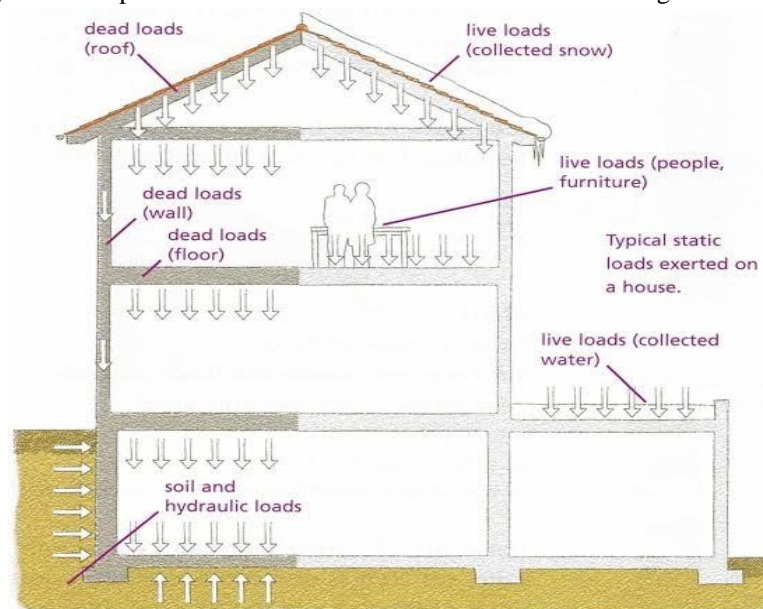 dead loads
(roof)
live loads
(collected snow)
live loads (people,
furniture)
dead loads
(wall)
dead loads
(floor)
Typical static
loads exerted on
a house.
live loads (collected
water)
soil and
hydraulic loads